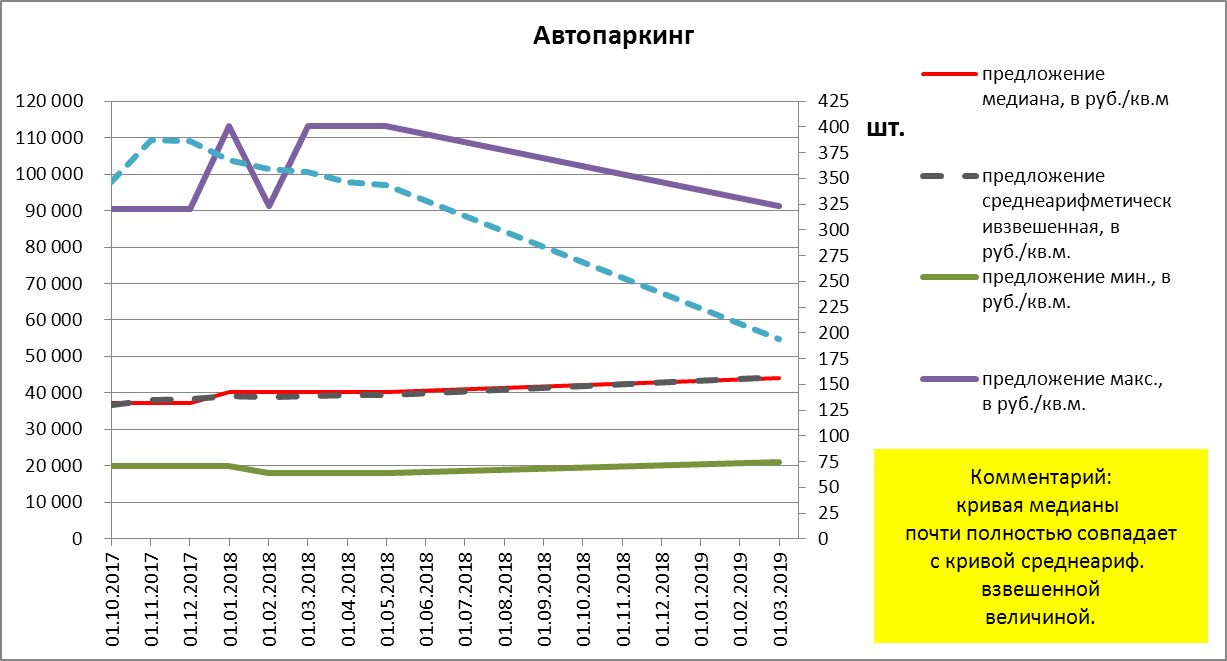 Автопаркинг
120 000
110 000
100 000
90 000
80 000
70 000
60 000
50 000
40 000
30 000
20 000
10 000
0
425
400
375
350
325
300
275
250
225
200
175
150
125
100
75
50
25
0
шт.
01.10.2017
01.11.2017
01.12.2017
01.01.2018
01.02.2018
01.03.2018
01.04.2018
01.05.2018
01.06.2018
01.07.2018
01.08.2018
01.09.2018
01.10.2018
01.11.2018
01.12.2018
01.01.2019
01.02.2019
01.03.2019
предложение
медиана, в руб./кв.м
предложение
среднеарифметическ
ивзвешенная, в
руб./кв.м.
предложение мин., в
руб./кв.м.
предложение макс.,
в руб./кв.м.
Комментарий:
кривая медианы
почти полностью совпадает
с кривой среднеариф.
взвешенной
величиной.